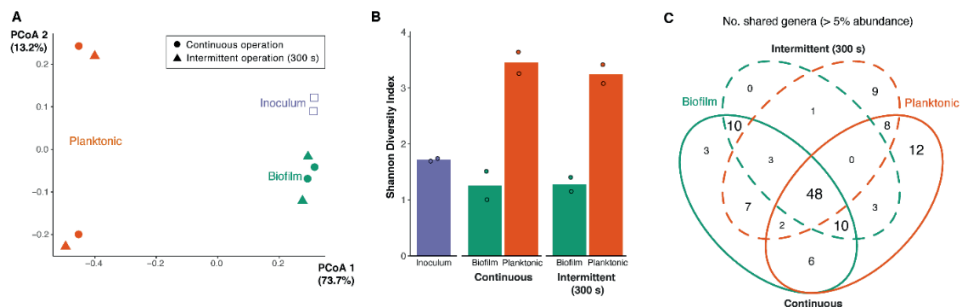 A
PCoA 2
(13.2%)
Continuous operation
Intermittent operation (300 s)
0.2
0.1
0.0
−0.1
−0.2
Inoculum
Planktonic
Biofilm
−0.4
−0.2
0.0
0.2
PCoA 1
(73.7%)
B
Shannon Diversity Index
4
3
2
1
0
Inoculum
Biofilm Planktonic
Biofilm Planktonic
Continuous
Intermittent
(300 s)
C
No. shared genera (> 5% abundance)
Intermittent (300 s)
Biofilm
Planktonic
0
9
1
10
8
3
12
3
0
48
7
3
2
10
6
Continuous